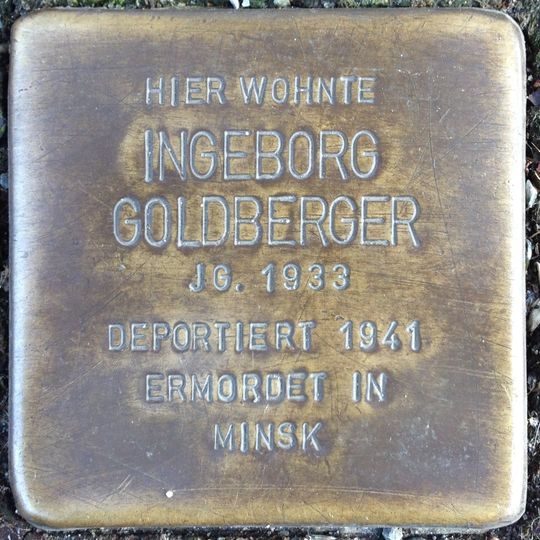 HIER WOHNTE
INGEBORG
GOLDBERGER
JG. 1933
DEPORTIERT 1941
ERMORDET IN
MINSK